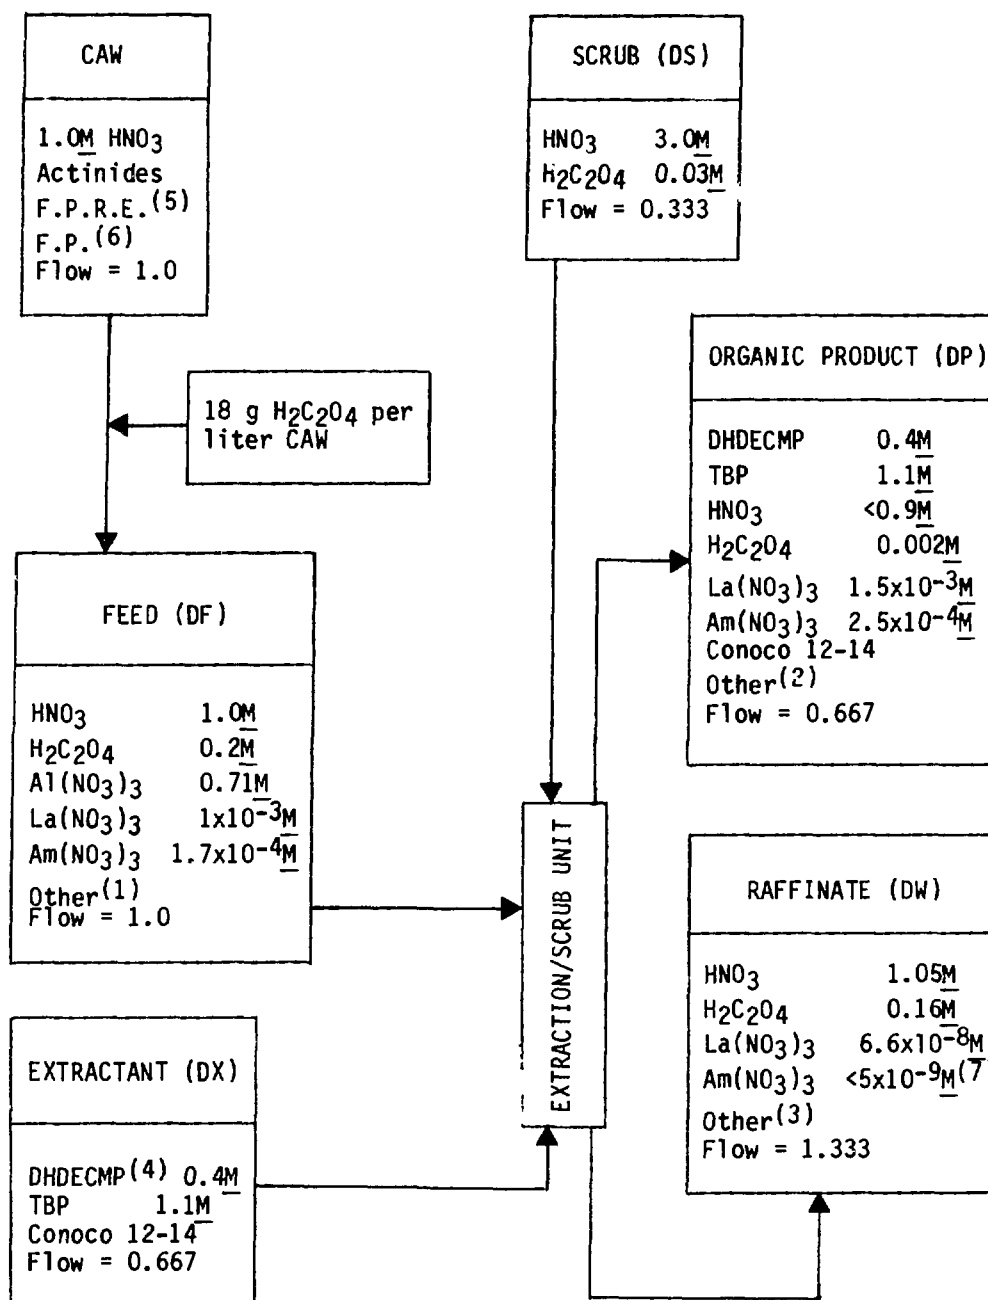 CAW
1.0M HNO3
Actinides
F.P.R.E.(5)
F.P.(6)
Flow = 1.0
SCRUB (DS)
HNO3 3.0M
H2C2O4 0.03M
Flow = 0.333
18 g H2C2O4 per
liter CAW
ORGANIC PRODUCT (DP)
DHDECMP 0.4M
TBP 1.1M
HNO3 <0.9M
H2C2O4 0.002M
La(NO3)3 1.5x10-3M
Am(NO3)3 2.5x10-4M
Conoco 12-14
Other(2)
Flow = 0.667
FEED (DF)
HNO3 1.0M
H2C2O4 0.2M
Al(NO3)3 0.71M
La(NO3)3 1x10-3M
Am(NO3)3 1.7x10-4M
Other(1)
Flow = 1.0
EXTRACTION/SCRUB UNIT
RAFFINATE (DW)
HNO3 1.05M
H2C2O4 0.16M
La(NO3)3 6.6x10-8M
Am(NO3)3 <5x10-9M(7
Other(3)
Flow = 1.333
EXTRACTANT (DX)
DHDECMP(4) 0.4M
TBP 1.1M
Conoco 12-14
Flow = 0.667